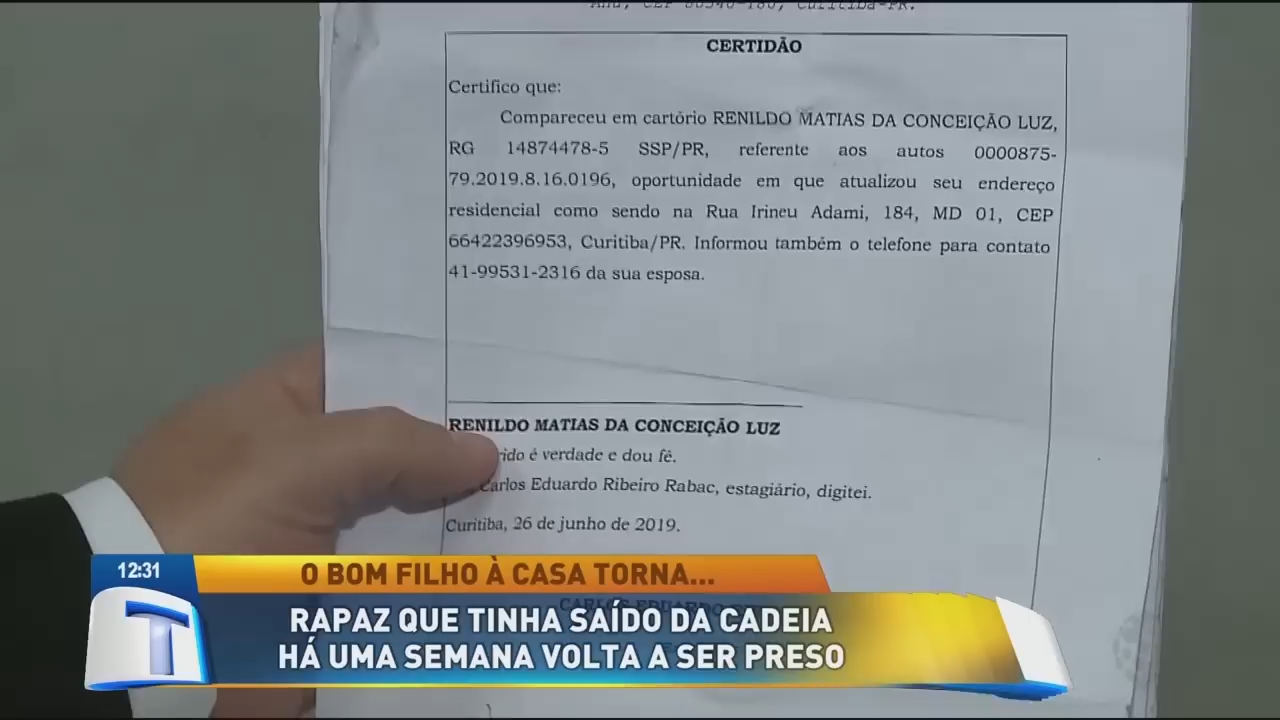 CERTIDÃO
Certifico que:
Compareceu em cartório RENILDO MATIAS DA CONCEIÇÃO LUZ,
RG 14874478-5 SSP/PR, referente aos autos 0000875-
79.2019.8.16.0196, oportunidade em que atualizou seu endereço
residencial como sendo na Rua Irineu Adami, 184, MD 01, CEP
66422396953, Curitiba/PR. Informou também o telefone para contato
41-99531-2316 da sua esposa.
RENILDO MATIAS DA CONCEIÇÃO LUZ
é verdade e dou fé.
Carlos Eduardo Ribeiro Rabac, estagiário, digitei.
Curitiba, 26 de junho de 2019.
12:31
O BOM FILHO À CASA TORNA...
T
RAPAZ QUE TINHA SAÍDO DA CADEIA
HÁ UMA SEMANA VOLTA A SER PRESO